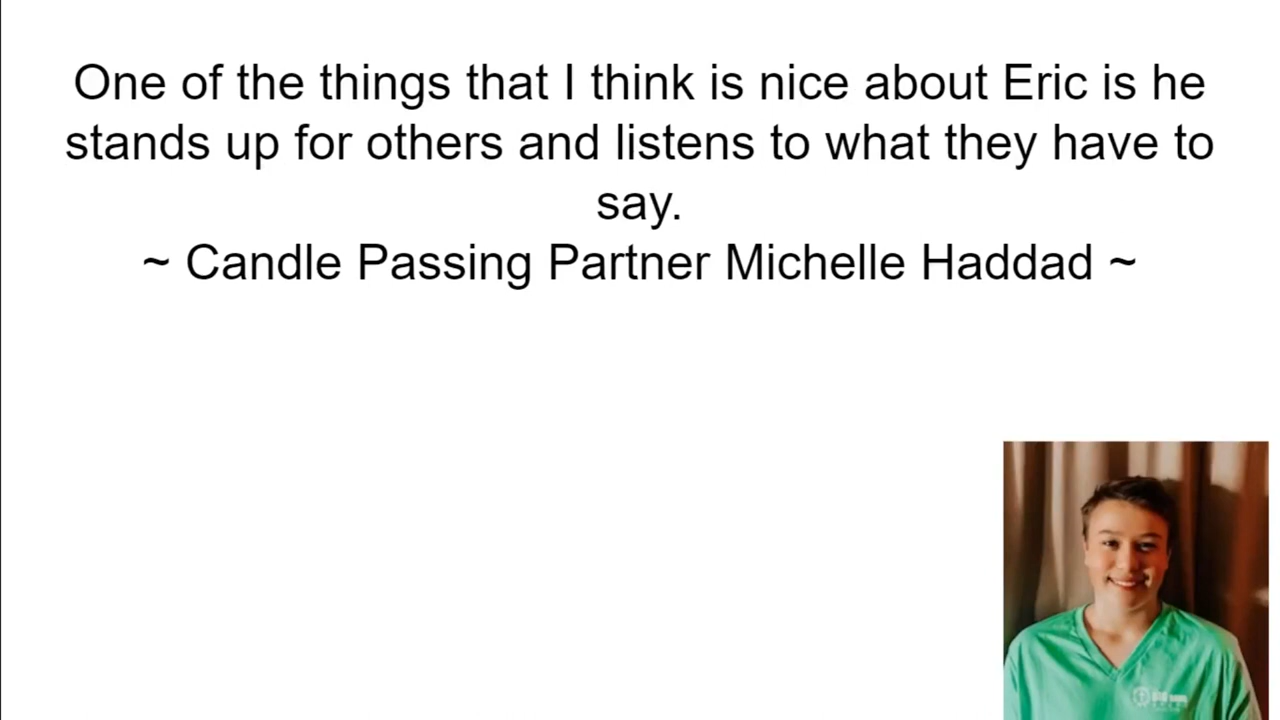 One of the things that I think is nice about Eric is he
stands up for others and listens to what they have to
say.
~ Candle Passing Partner Michelle Haddad ~